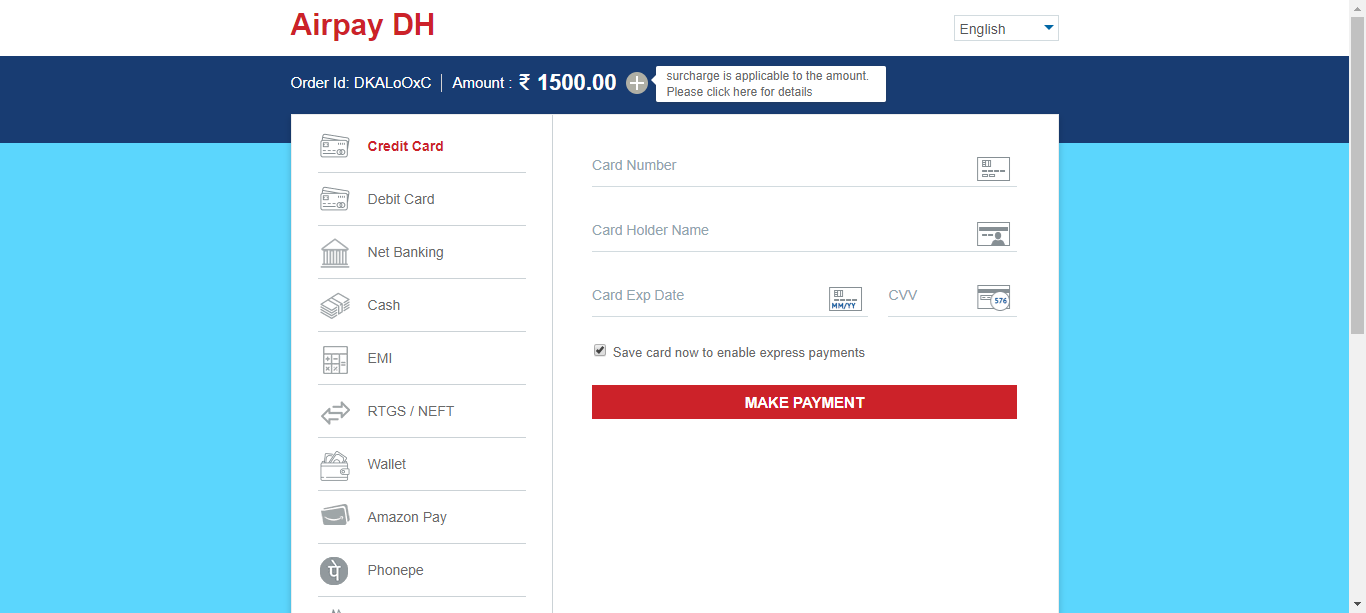 Airpay DH
English
Order Id: DKALoOxC | Amount : ₹ 1500.00
surcharge is applicable to the amount.
Please click here for details
Credit Card
Debit Card
Net Banking
Cash
EMI
RTGS / NEFT
Wallet
Amazon Pay
पे
Phonepe
Card Number
Card Holder Name
Card Exp Date
MM/YY
CVV
576
Save card now to enable express payments
MAKE PAYMENT